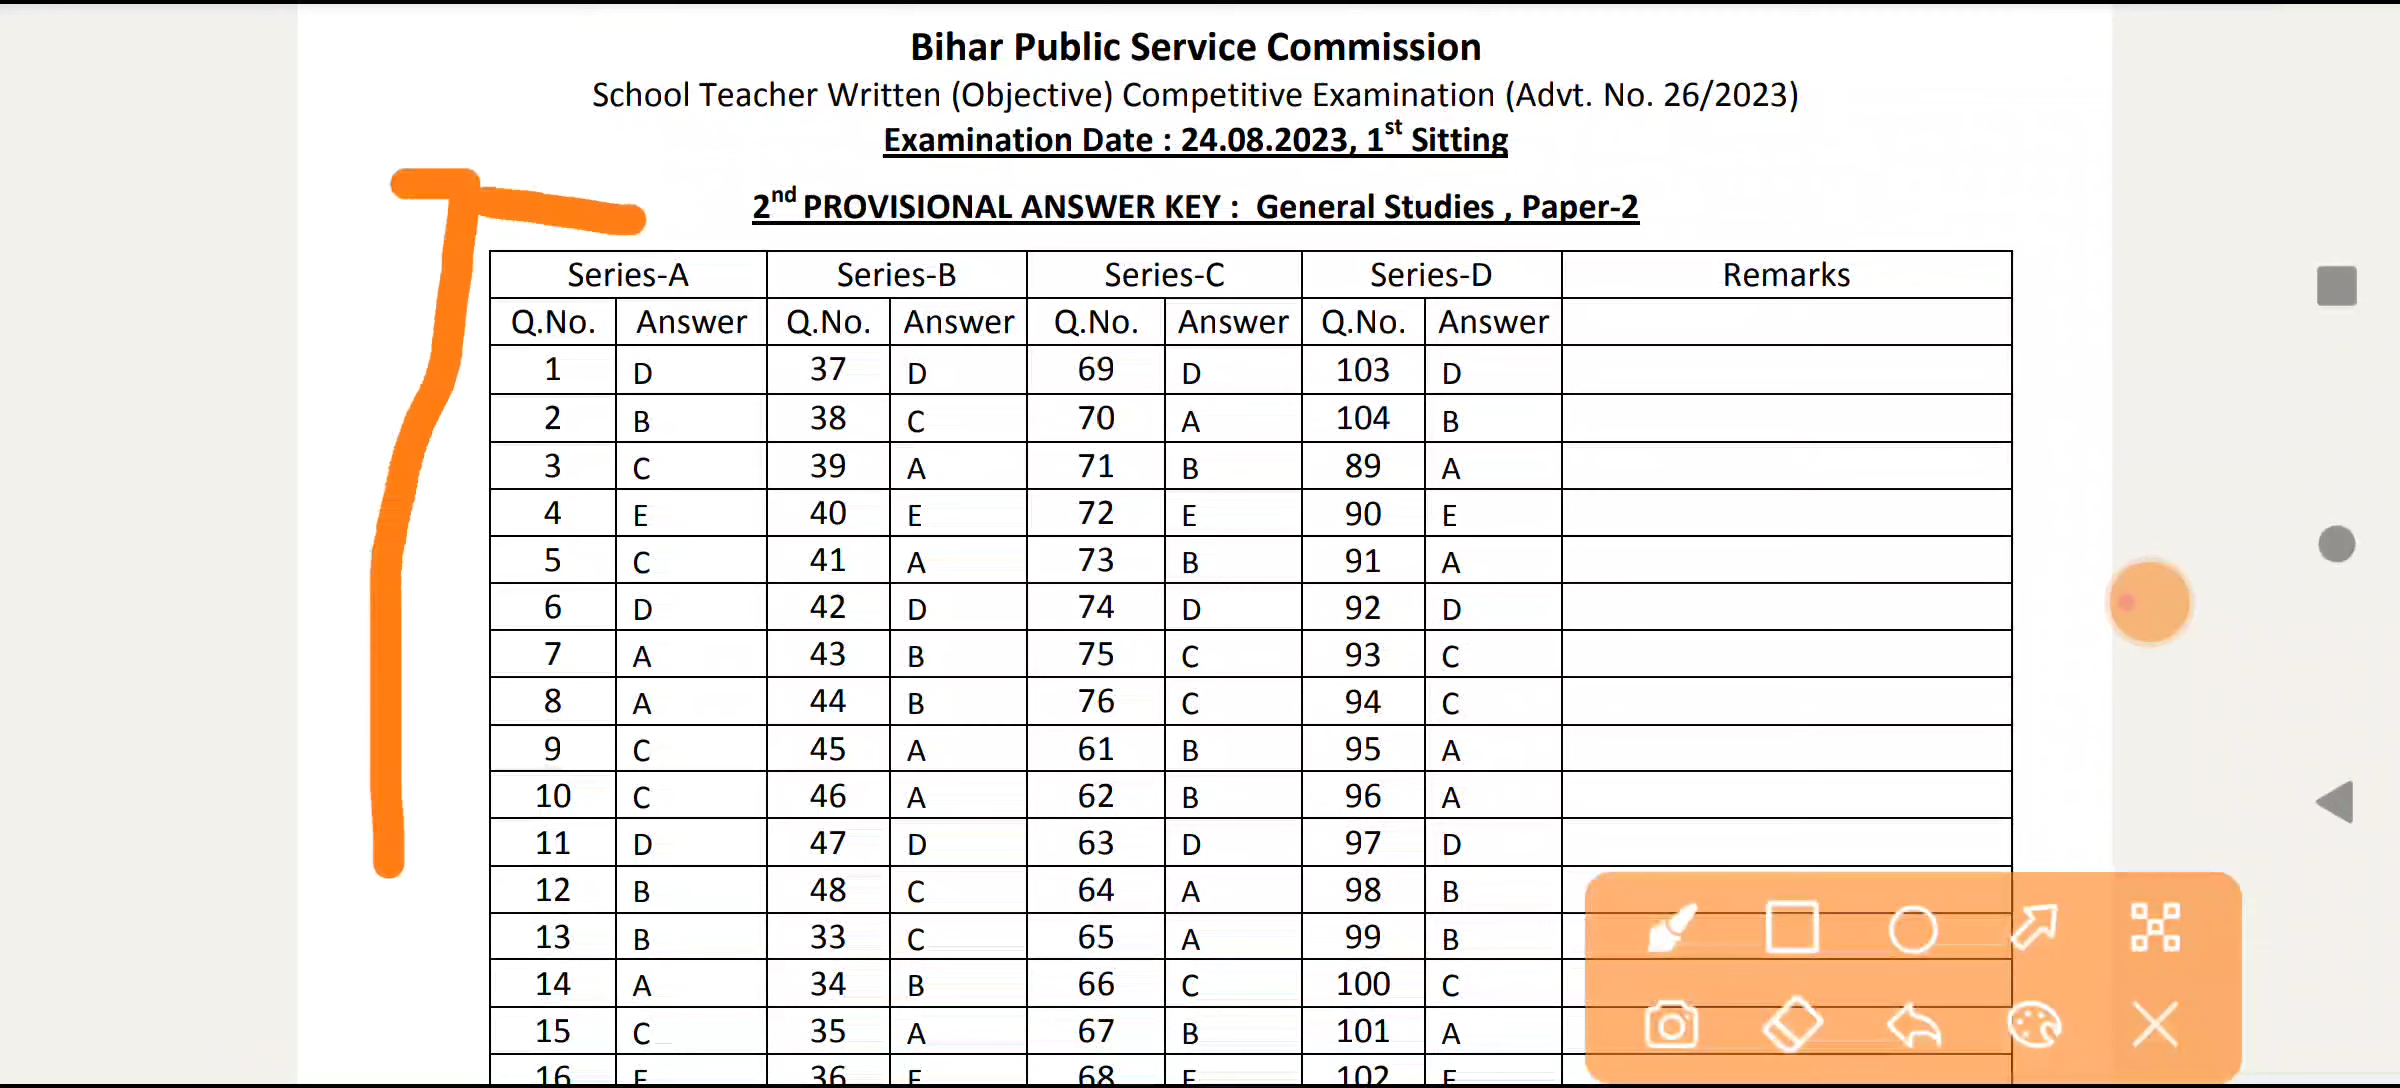 Bihar Public Service Commission
School Teacher Written (Objective) Competitive Examination (Advt. No. 26/2023)
Examination Date : 24.08.2023, 1st Sitting
2nd PROVISIONAL ANSWER KEY : General Studies , Paper-2
Series-A Series-B Series-C Series-D Remarks
Q.No. Answer Q.No. Answer Q.No. Answer Q.No. Answer
1 D 37 D 69 D 103 D
2 B 38 C 70 A 104 B
3 C 39 A 71 B 89 A
4 E 40 E 72 E 90 E
5 C 41 A 73 B 91 A
6 D 42 D 74 D 92 D
7 A 43 B 75 C 93 C
8 A 44 B 76 C 94 C
9 C 45 A 61 B 95 A
10 C 46 A 62 B 96 A
11 D 47 D 63 D 97 D
12 B 48 C 64 A 98 B
13 B 33 C 65 A 99 B
14 A 34 B 66 C 100 C
15 C 35 A 67 B 101 A
16 36 68 102